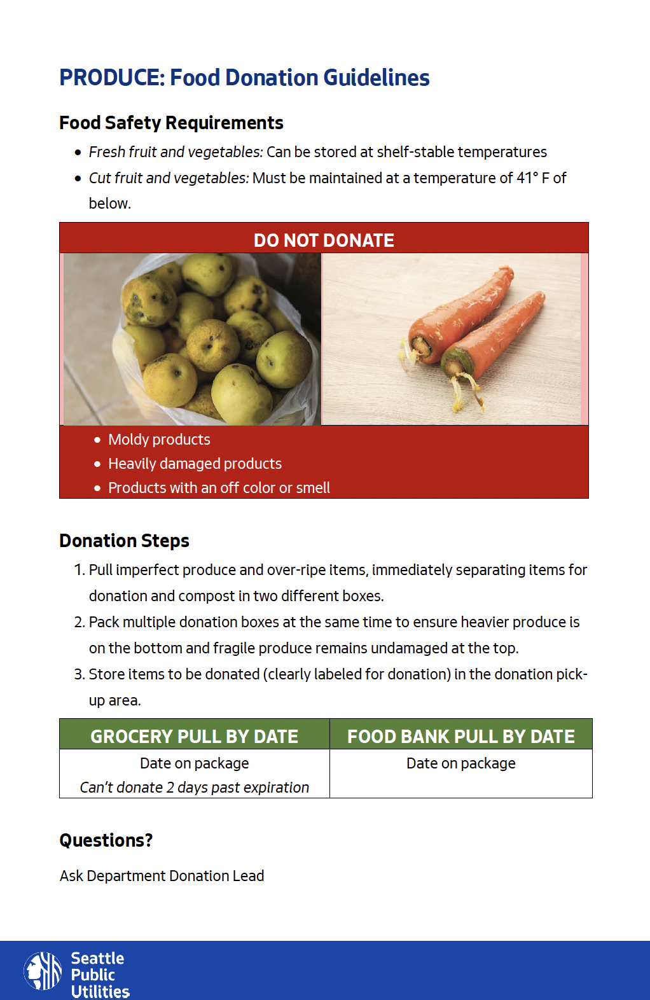 PRODUCE: Food Donation Guidelines
Food Safety Requirements
• Fresh fruit and vegetables: Can be stored at shelf-stable temperatures
• Cut fruit and vegetables: Must be maintained at a temperature of 41° F of
below.
DO NOT DONATE
• Moldy products
• Heavily damaged products
• Products with an off color or smell
Donation Steps
1. Pull imperfect produce and over-ripe items, immediately separating items for
donation and compost in two different boxes.
2. Pack multiple donation boxes at the same time to ensure heavier produce is
on the bottom and fragile produce remains undamaged at the top.
3. Store items to be donated (clearly labeled for donation) in the donation pick-
up area.
GROCERY PULL BY DATE
FOOD BANK PULL BY DATE
Date on package
Date on package
Can't donate 2 days past expiration
Questions?
Ask Department Donation Lead
Seattle
Public
Utilities